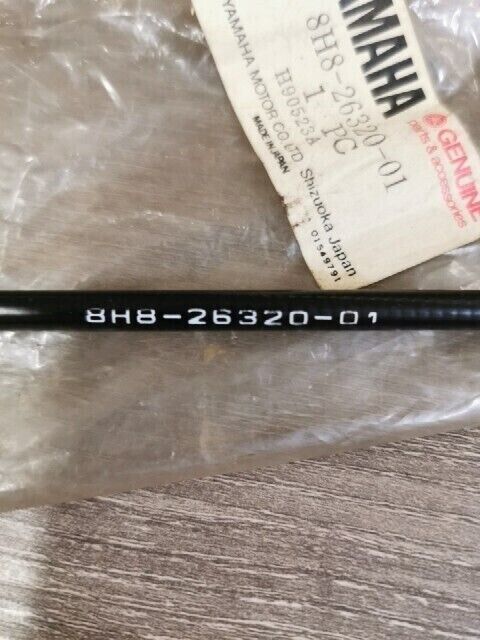 YAMAHA
GENUINE
parts & accessories
8H8-26320-01
1 PC
H90523A
YAMAHA MOTOR CO LTD. Shizuoka Japan
MADE IN JAPAN
01549791
8H8-26320-01